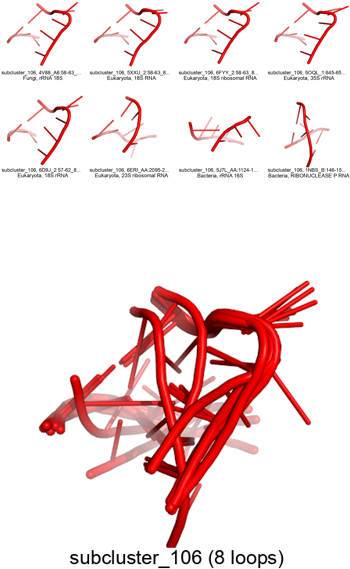 subcluster_106, 4V88_A6:58-63_...
Fungi, rRNA 18S
subcluster_106, 5XXU_2:58-63_8...
Eukaryota, 18S RNA
subcluster_106, 6FYY_2:58-63_8...
Eukaryota, 18S ribosomal RNA
subcluster_106, 5OQL_1:645-65...
Eukaryota, 35S rRNA
subcluster_106, 6D9J_2:57-62_8...
Eukaryota, 18S rRNA
subcluster_106, 6ERI_AA:2095-2...
Eukaryota, 23S ribosomal RNA
subcluster_106, 5J7L_AA:1124-1...
Bacteria, rRNA 16S
subcluster_106, 1NBS_B:146-15...
Bacteria, RIBONUCLEASE P RNA
subcluster_106 (8 loops)